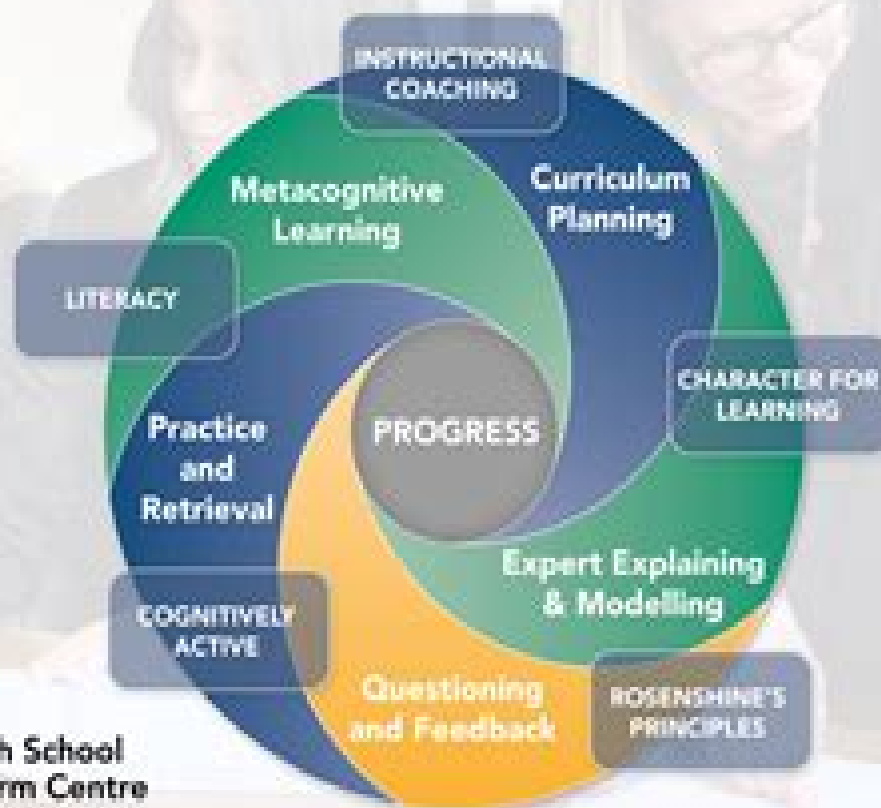 INSTRUCTIONAL
COACHING
Metacognitive
Learning
Curriculum
Planning
LITERACY
CHARACTER FOR
LEARNING
Practice
and
Retrieval
PROGRESS
Expert Explaining
& Modelling
COGNITIVELY
ACTIVE
Questioning
and Feedback
ROSENSHINE'S
PRINCIPLES
School
Centre